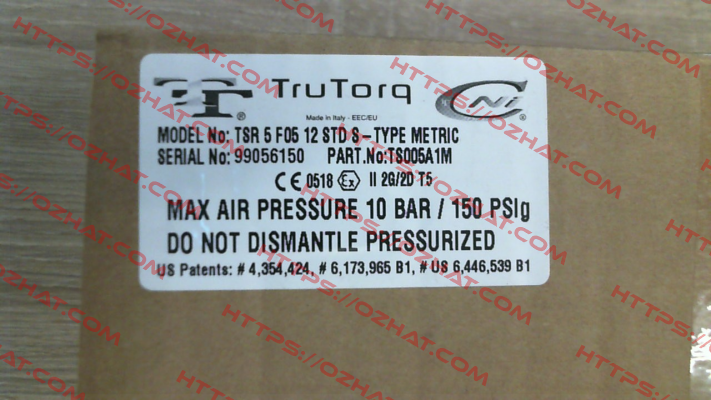 TruTorq
CNi
Made in Italy - EEC/EU
MODEL No: TSR 5 F05 12 STD S-TYPE METRIC
SERIAL No: 99056150 PART.No:TS005A1M
CE 0518 Ex II 2G/2D T5
MAX AIR PRESSURE 10 BAR / 150 PSIg
DO NOT DISMANTLE PRESSURIZED
US Patents: # 4,354,424, # 6,173,965 B1, # US 6,446,539 B1
HTTPS://OZHAT.COM